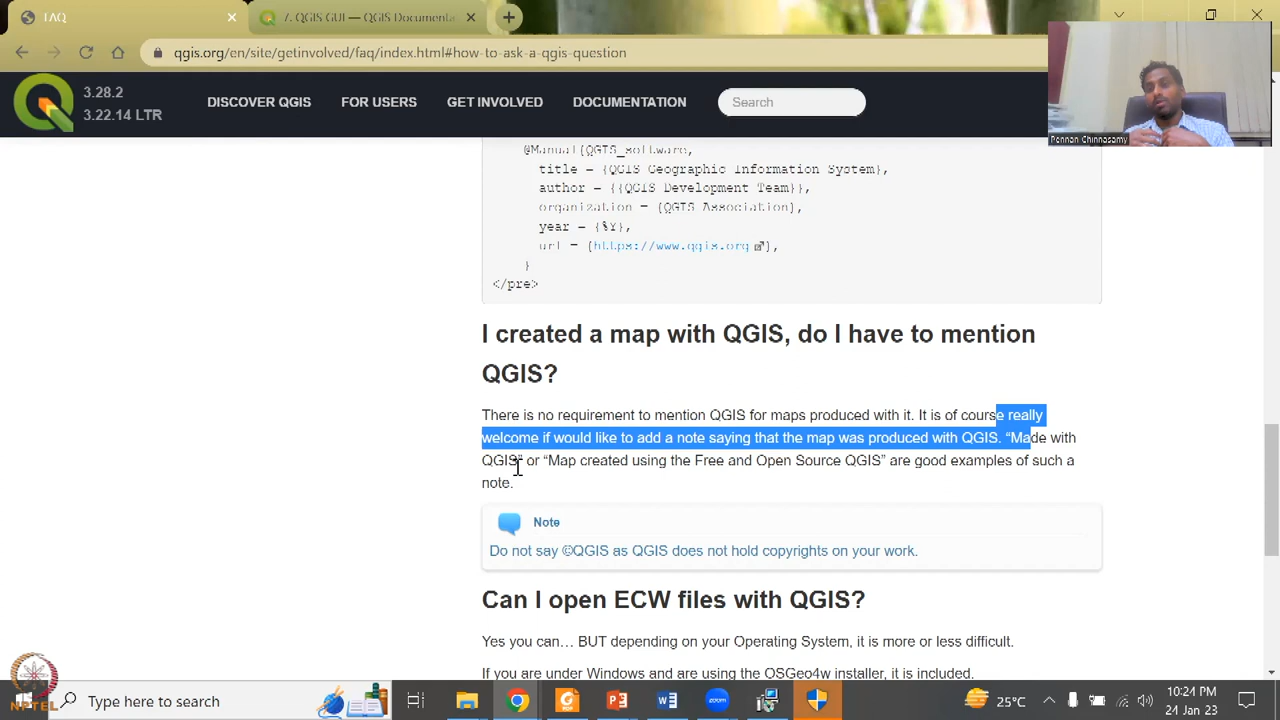 FAQ
7. QGIS GUI — QGIS Documenta
qgis.org/en/site/getinvolved/faq/index.html#how-to-ask-a-qgis-question
3.28.2
3.22.14 LTR
DISCOVER QGIS
FOR USERS
GET INVOLVED
DOCUMENTATION
Search
Pennan Chinnasamy
@Manual{QGIS_software,
title = {QGIS Geographic Information System},
author = {{QGIS Development Team}},
organization = {QGIS Association},
year = {%Y},
url = {https://www.qgis.org},
}
</pre>
I created a map with QGIS, do I have to mention
QGIS?
There is no requirement to mention QGIS for maps produced with it. It is of course really
welcome if would like to add a note saying that the map was produced with QGIS. “Made with
QGIS” or “Map created using the Free and Open Source QGIS” are good examples of such a
note.
Note
Do not say ©QGIS as QGIS does not hold copyrights on your work.
Can I open ECW files with QGIS?
Yes you can… BUT depending on your Operating System, it is more or less difficult.
If you are under Windows and are using the OSGeo4w installer, it is included.
NPTEL
Type here to search
zoom
25°C
10:24 PM
24 Jan 23